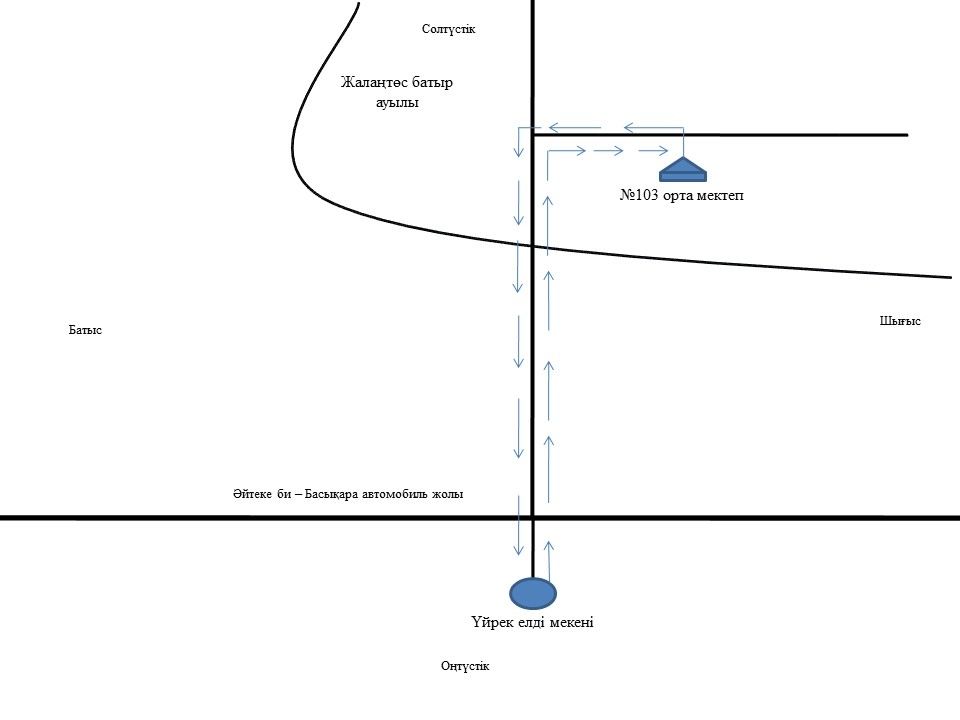 Солтүстік
Жалаңтөс батыр
ауылы
№103 орта мектеп
Шығыс
Батыс
Әйтеке би – Басықара автомобиль жолы
Үйрек елді мекені
Оңтүстік